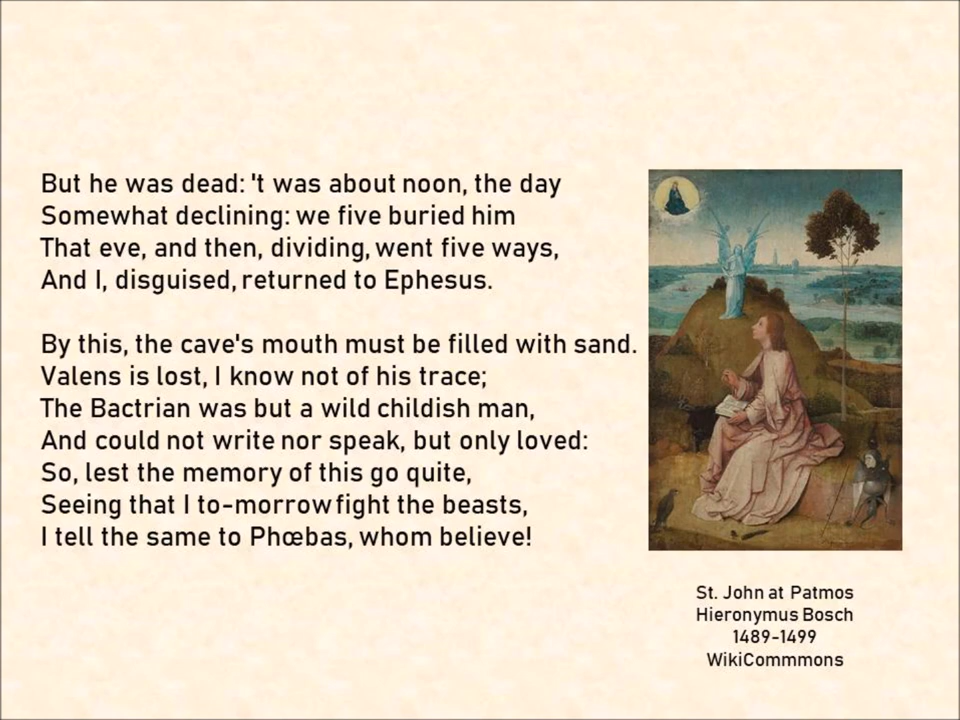 But he was dead: 't was about noon, the day
Somewhat declining: we five buried him
That eve, and then, dividing, went five ways,
And I, disguised, returned to Ephesus.
By this, the cave's mouth must be filled with sand.
Valens is lost, I know not of his trace;
The Bactrian was but a wild childish man,
And could not write nor speak, but only loved:
So, lest the memory of this go quite,
Seeing that I to-morrow fight the beasts,
I tell the same to Phœbas, whom believe!
St. John at Patmos
Hieronymus Bosch
1489-1499
WikiCommmons